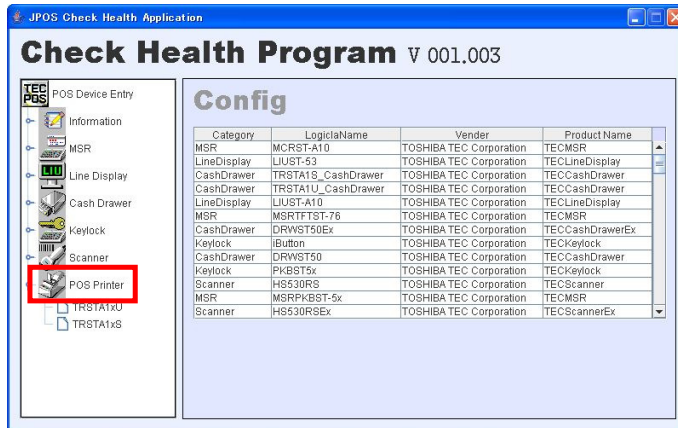 JPOS Check Health Application
Check Health Program V 001.003
TEC
POS
POS Device Entry
Information
MSR
LIU
Line Display
Cash Drawer
Keylock
Scanner
POS Printer
TRSTA1xU
TRSTA1xS
Config
Category LogiclaName Vender Product Name
MSR MCRST-A10 TOSHIBA TEC Corporation TECMSR
LineDisplay LIUST-53 TOSHIBA TEC Corporation TECLineDisplay
CashDrawer TRSTA1S_CashDrawer TOSHIBA TEC Corporation TECCashDrawer
CashDrawer TRSTA1U_CashDrawer TOSHIBA TEC Corporation TECCashDrawer
LineDisplay LIUST-A10 TOSHIBA TEC Corporation TECLineDisplay
MSR MSRTFTST-76 TOSHIBA TEC Corporation TECMSR
CashDrawer DRWST50Ex TOSHIBA TEC Corporation TECCashDrawerEx
Keylock iButton TOSHIBA TEC Corporation TECKeylock
CashDrawer DRWST50 TOSHIBA TEC Corporation TECCashDrawer
Keylock PKBST5x TOSHIBA TEC Corporation TECKeylock
Scanner HS530RS TOSHIBA TEC Corporation TECScanner
MSR MSRPKBST-5x TOSHIBA TEC Corporation TECMSR
Scanner HS530RSEx TOSHIBA TEC Corporation TECScannerEx